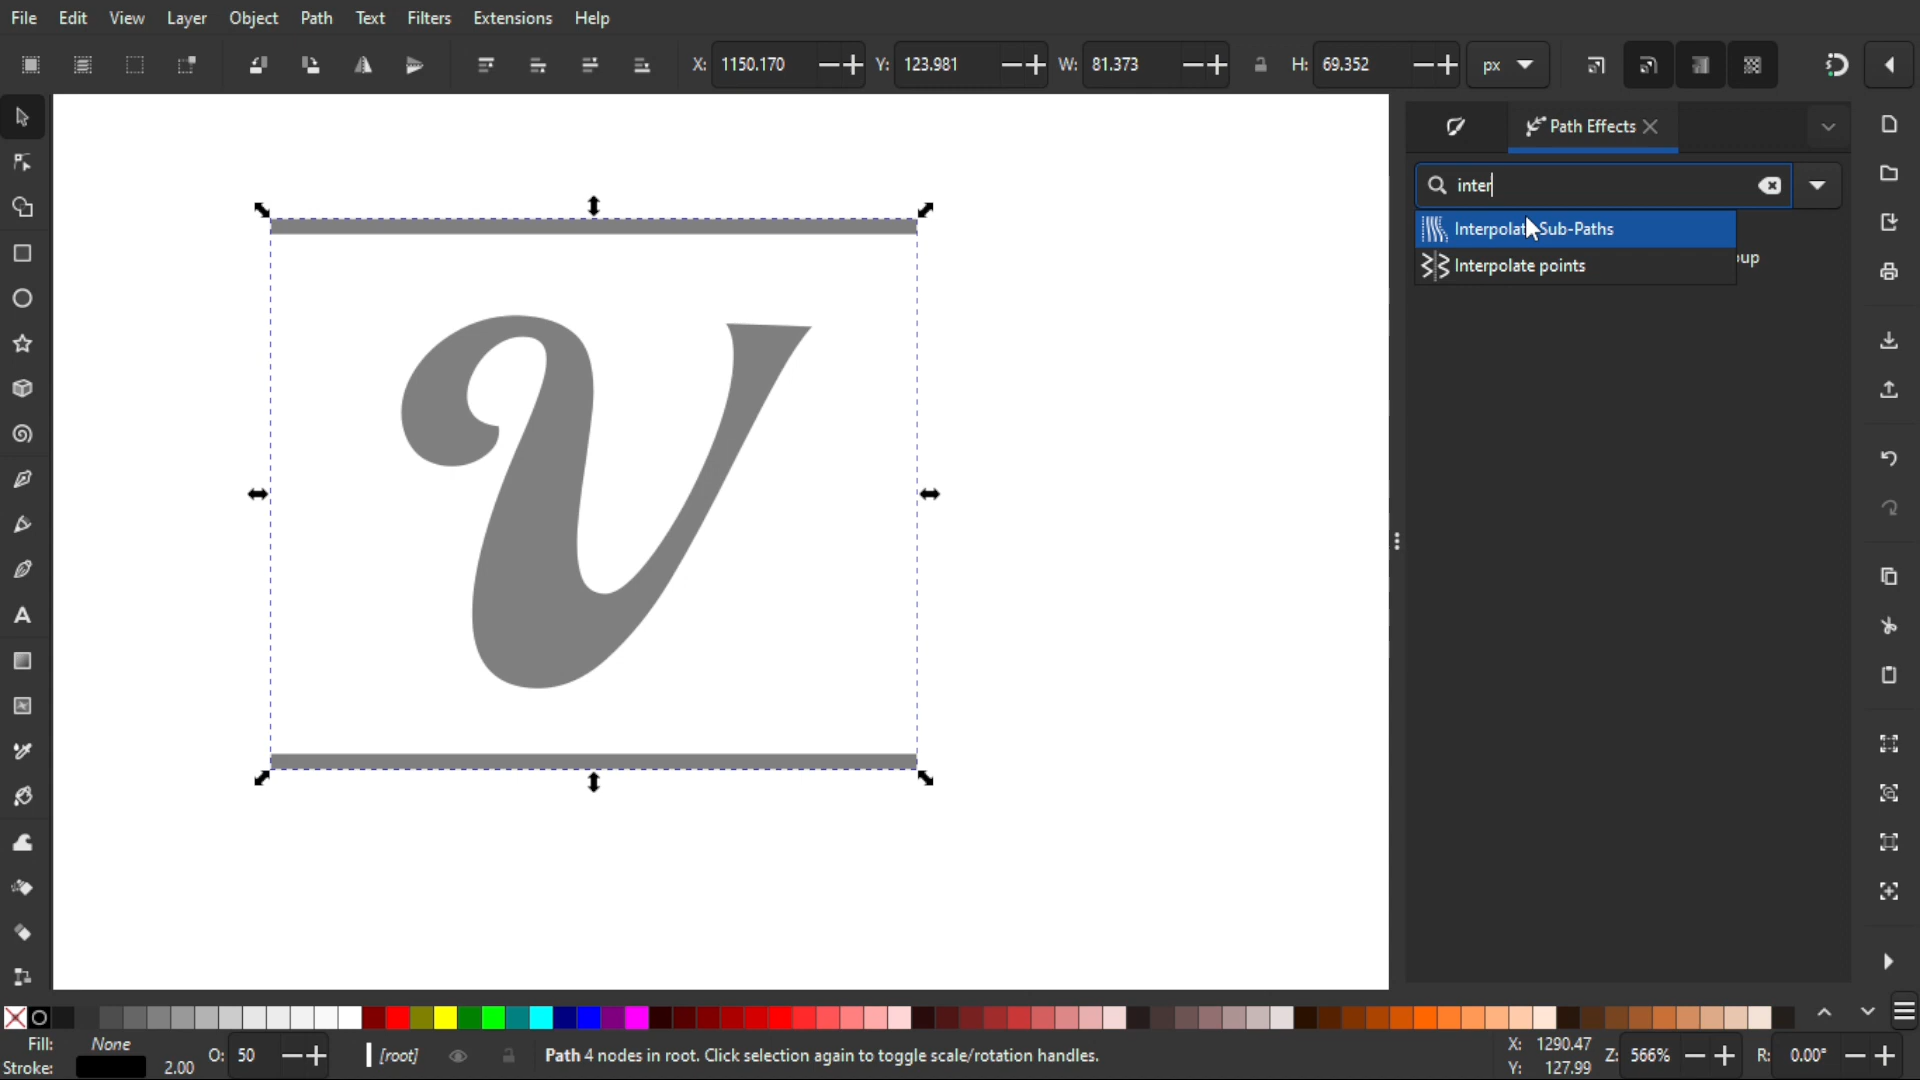 File Edit View Layer Object Path Text Filters Extensions Help
X: 1150.170 Y: 123.981 W: 81.373 H: 69.352 px
Path Effects
inter
Interpolate Sub-Paths
Interpolate points
up
V
Fill: None
Stroke: 2.00 O: 50 [root] Path 4 nodes in root. Click selection again to toggle scale/rotation handles.
X: 1290.47
Y: 127.99
Z: 566% R: 0.00°